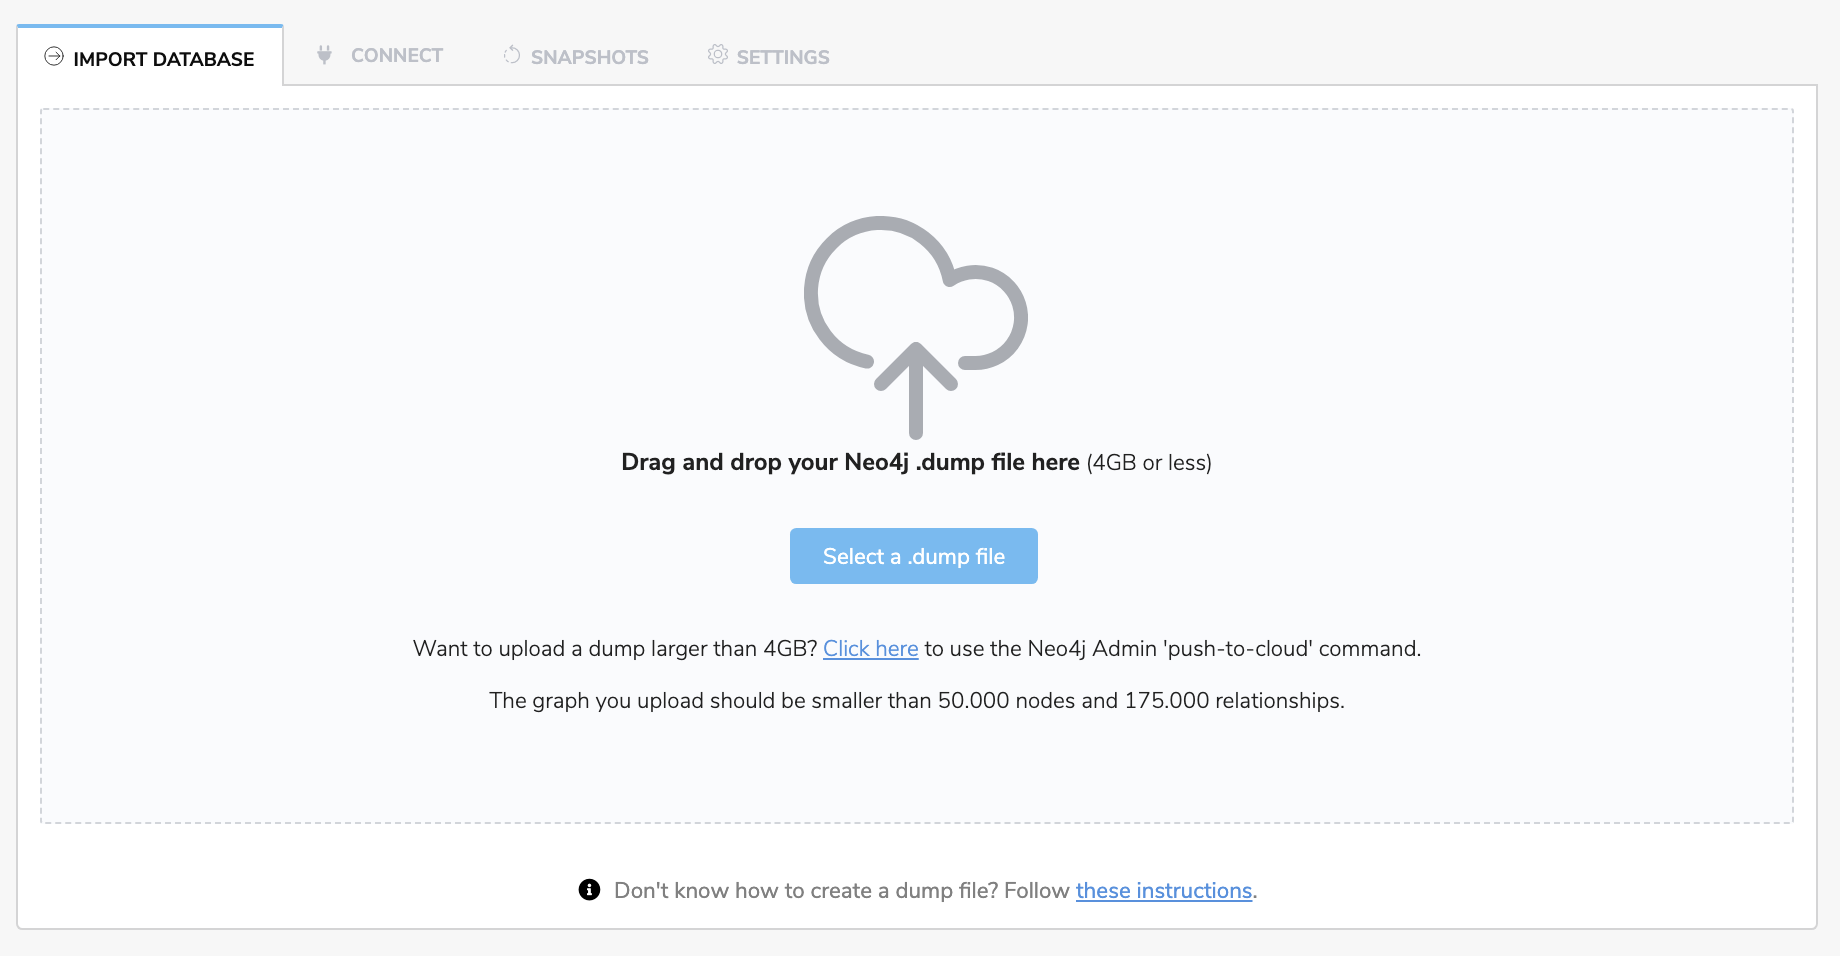 IMPORT DATABASE
CONNECT
SNAPSHOTS
SETTINGS
Drag and drop your Neo4j .dump file here (4GB or less)
Select a .dump file
Want to upload a dump larger than 4GB? Click here to use the Neo4j Admin 'push-to-cloud' command.
The graph you upload should be smaller than 50.000 nodes and 175.000 relationships.
Don't know how to create a dump file? Follow these instructions.